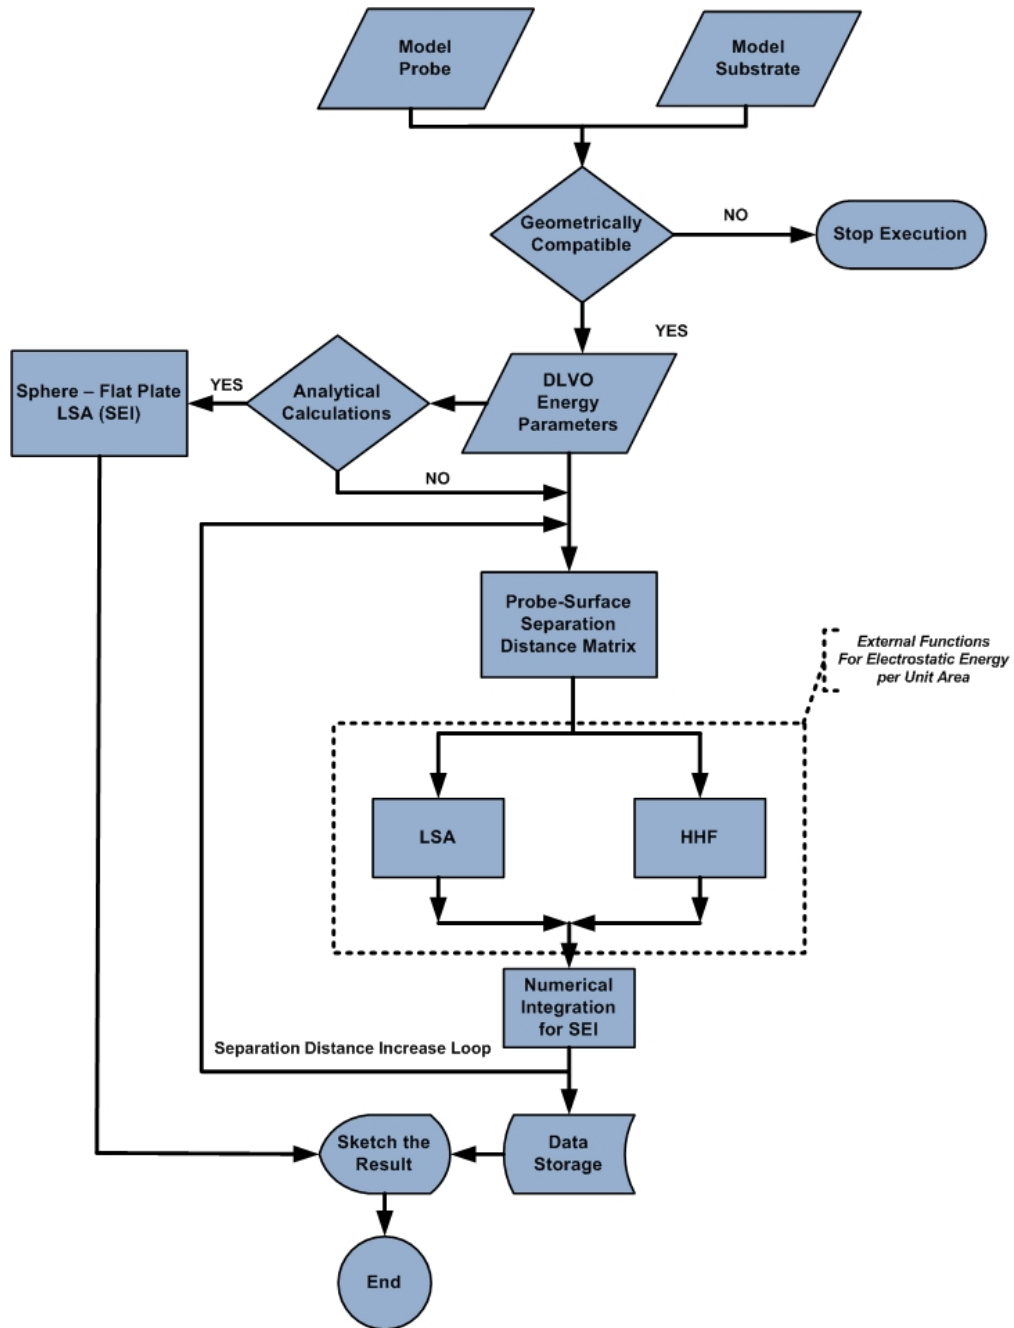 Model
Probe
Model
Substrate
Geometrically
Compatible
NO
Stop Execution
YES
Sphere – Flat Plate
LSA (SEI)
YES
Analytical
Calculations
DLVO
Energy
Parameters
NO
Probe-Surface
Separation
Distance Matrix
External Functions
For Electrostatic Energy
per Unit Area
LSA
HHF
Numerical
Integration
for SEI
Separation Distance Increase Loop
Sketch the
Result
Data
Storage
End